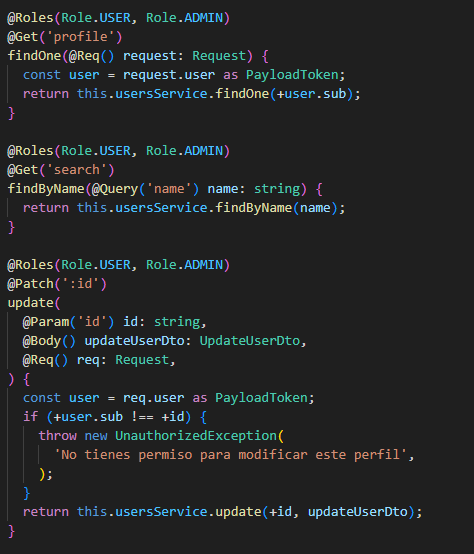 @Roles(Role.USER, Role.ADMIN)
@Get('profile')
findOne(@Req() request: Request) {
  const user = request.user as PayloadToken;
  return this.usersService.findOne(+user.sub);
}

@Roles(Role.USER, Role.ADMIN)
@Get('search')
findByName(@Query('name') name: string) {
  return this.usersService.findByName(name);
}

@Roles(Role.USER, Role.ADMIN)
@Patch(':id')
update(
  @Param('id') id: string,
  @Body() updateUserDto: UpdateUserDto,
  @Req() req: Request,
) {
  const user = req.user as PayloadToken;
  if (+user.sub !== +id) {
    throw new UnauthorizedException(
      'No tienes permiso para modificar este perfil',
    );
  }
  return this.usersService.update(+id, updateUserDto);
}